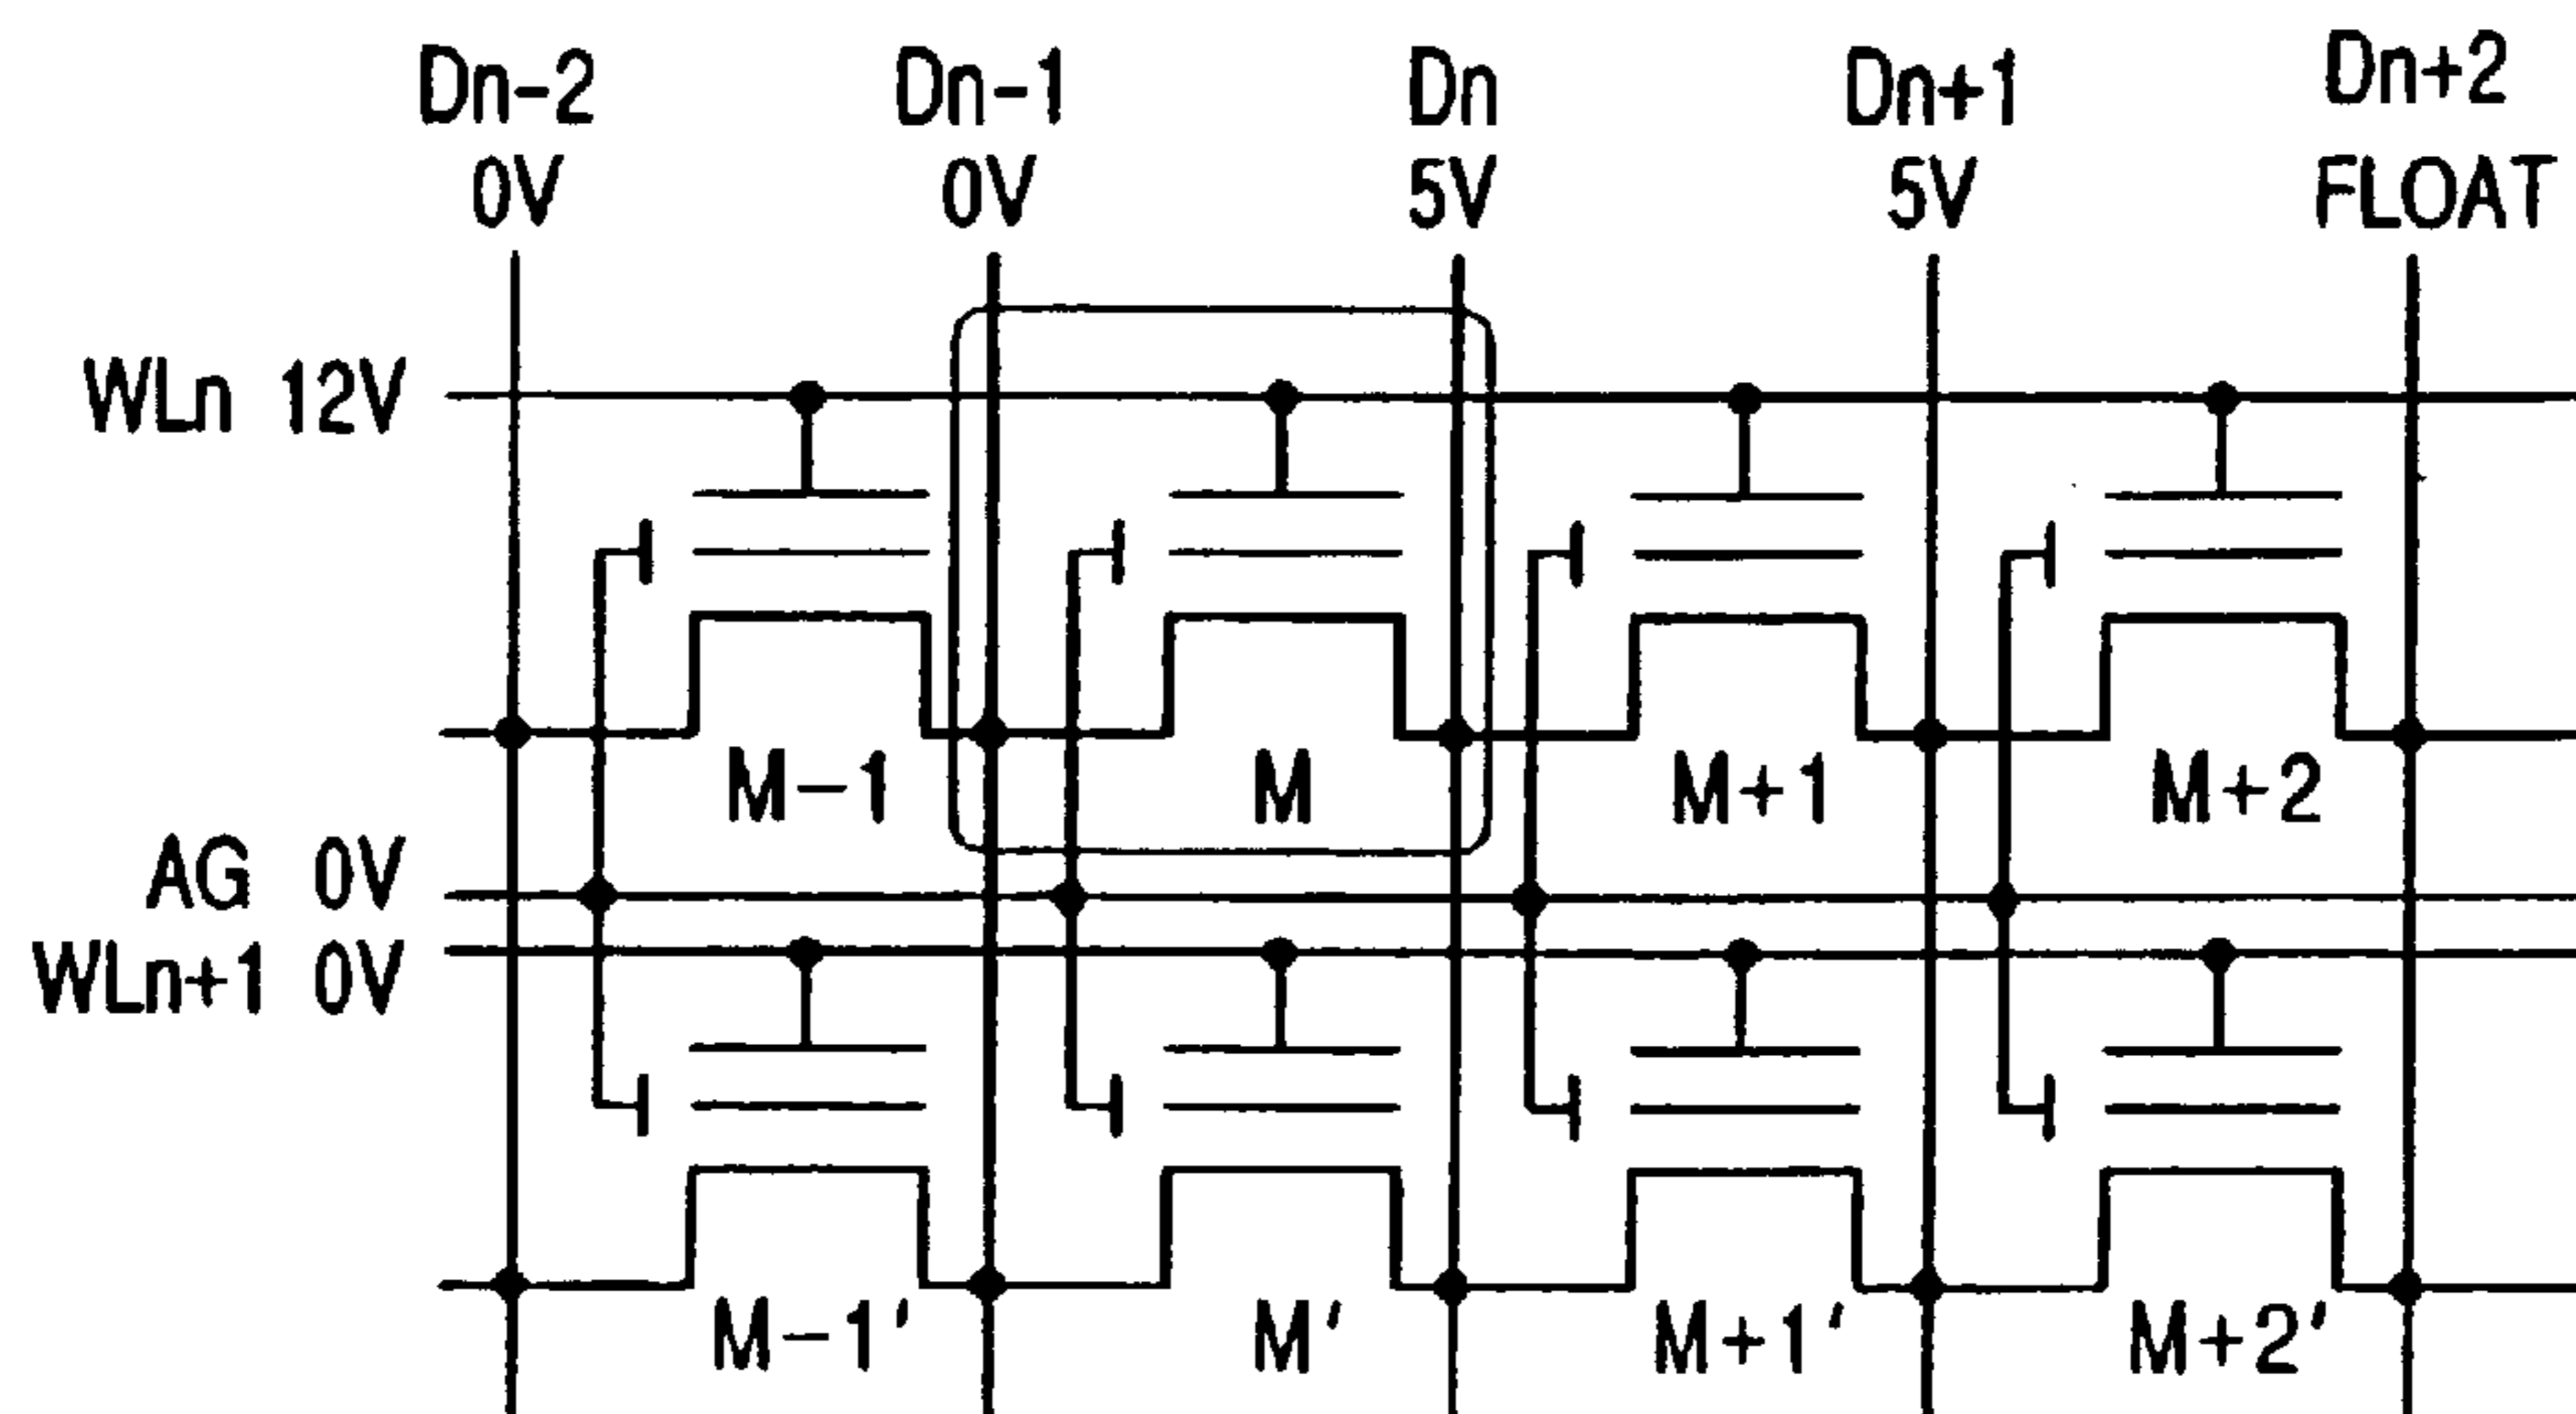 Dn-2 Dn-1 Dn Dn+1 Dn+2
0V 0V 5V 5V FLOAT
WLn 12V
M-1 M M+1 M+2
AG 0V
WLn+1 0V
M-1' M' M+1' M+2'